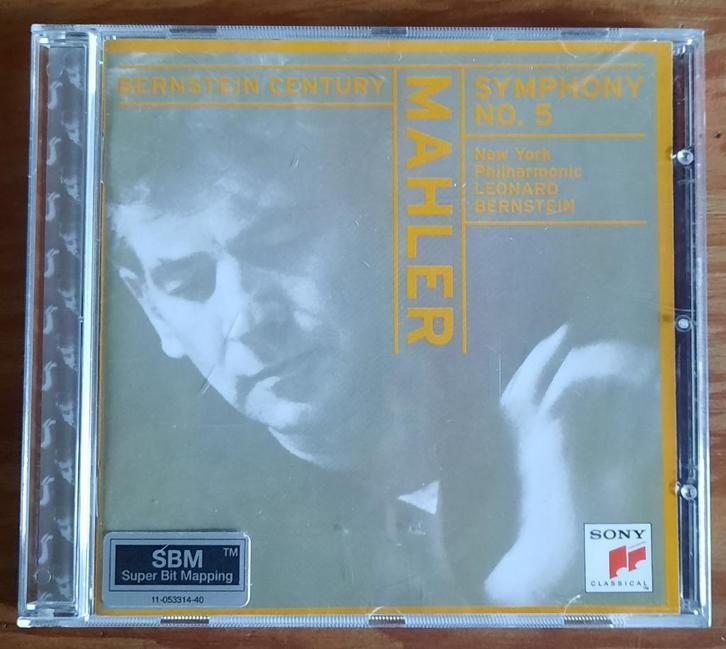 BERNSTEIN CENTURY
MAHLER
SYMPHONY
NO. 5
New York
Philharmonic
LEONARD
BERNSTEIN
SBM TM
Super Bit Mapping
11-053314-40
SONY
CLASSICAL